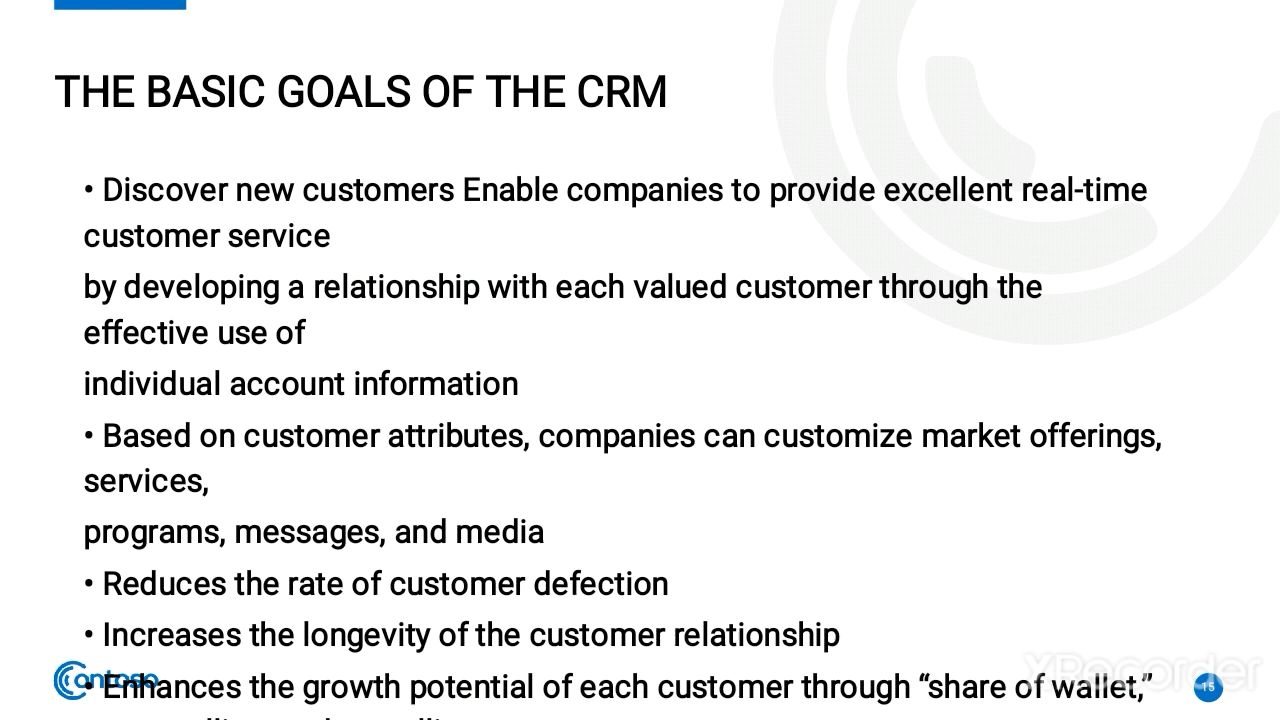 THE BASIC GOALS OF THE CRM
• Discover new customers Enable companies to provide excellent real-time
customer service
by developing a relationship with each valued customer through the
effective use of
individual account information
• Based on customer attributes, companies can customize market offerings,
services,
programs, messages, and media
• Reduces the rate of customer defection
• Increases the longevity of the customer relationship
• Enhances the growth potential of each customer through “share of wallet,”
Contoso
XRecorder
15